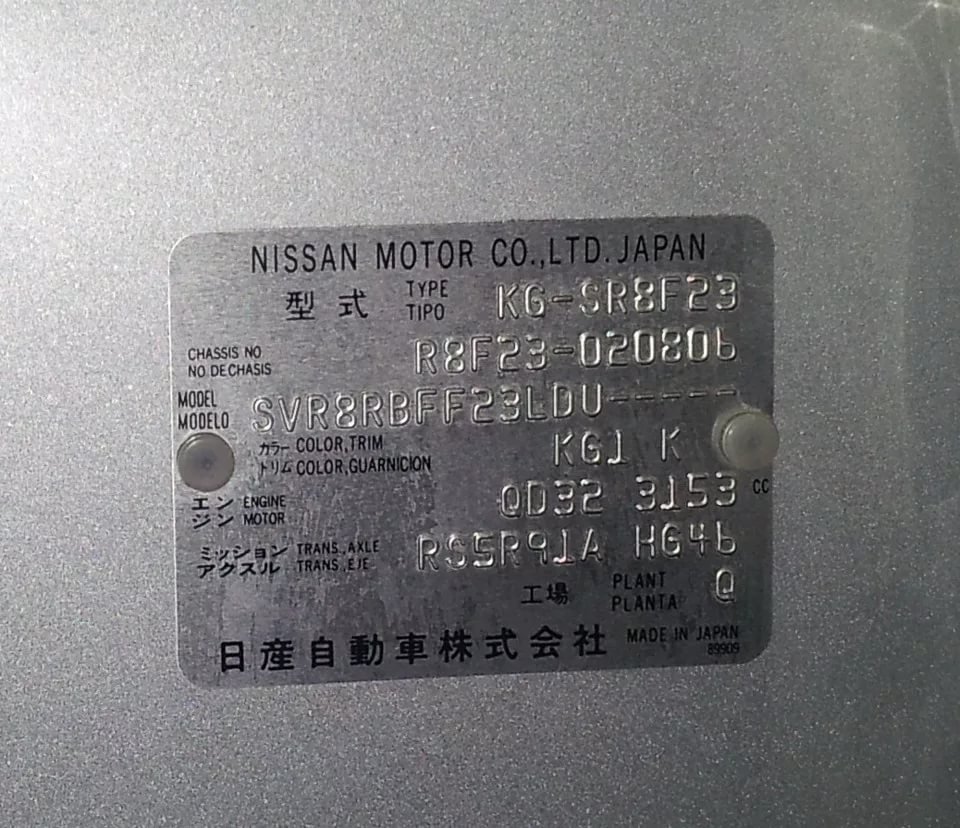 NISSAN MOTOR CO.,LTD. JAPAN
型式 TYPE TIPO KG-SR8F23
CHASSIS NO. NO DE CHASIS R8F23-020806
MODEL MODELO SVR8RBFF23LDU-----
カラー COLOR,TRIM トリム COLOR,GUARNICION KG1 K
エンジン ENGINE MOTOR QD32 3153 CC
ミッション TRANS.,AXLE アクスル TRANS.,EJE RS5R91A HG46
工場 PLANT PLANTA @
日産自動車株式会社 MADE IN JAPAN
89909